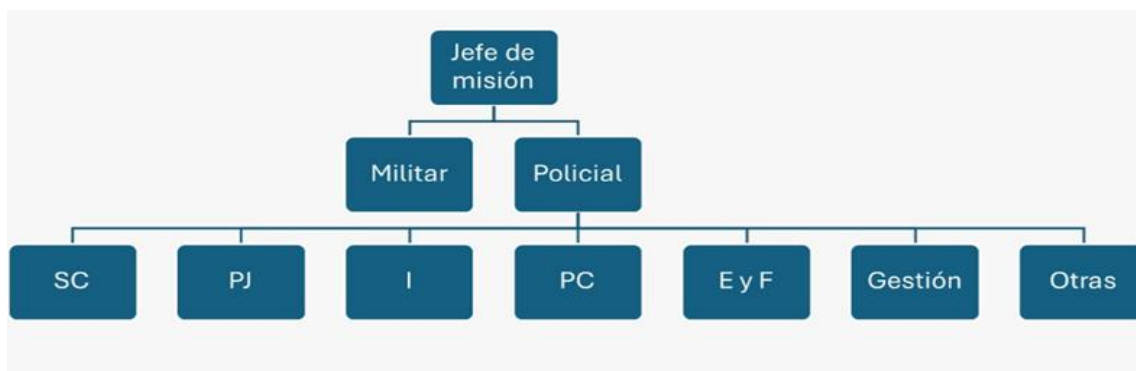 Jefe de
misión
Militar
Policial
SC
PJ
I
PC
E y F
Gestión
Otras